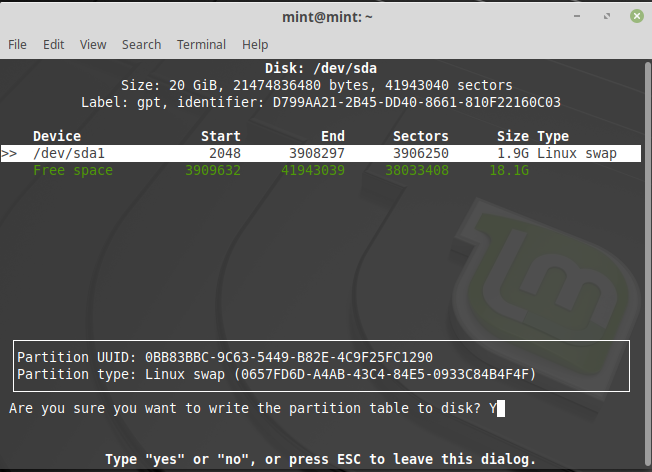 mint@mint: ~
File Edit View Search Terminal Help
Disk: /dev/sda
Size: 20 GiB, 21474836480 bytes, 41943040 sectors
Label: gpt, identifier: D799AA21-2B45-DD40-8661-810F22160C03
Device Start End Sectors Size Type
>> /dev/sda1 2048 3908297 3906250 1.9G Linux swap
Free space 3909632 41943039 38033408 18.1G
Partition UUID: 0BB83BBC-9C63-5449-B82E-4C9F25FC1290
Partition type: Linux swap (0657FD6D-A4AB-43C4-84E5-0933C84B4F4F)
Are you sure you want to write the partition table to disk? Y
Type "yes" or "no", or press ESC to leave this dialog.